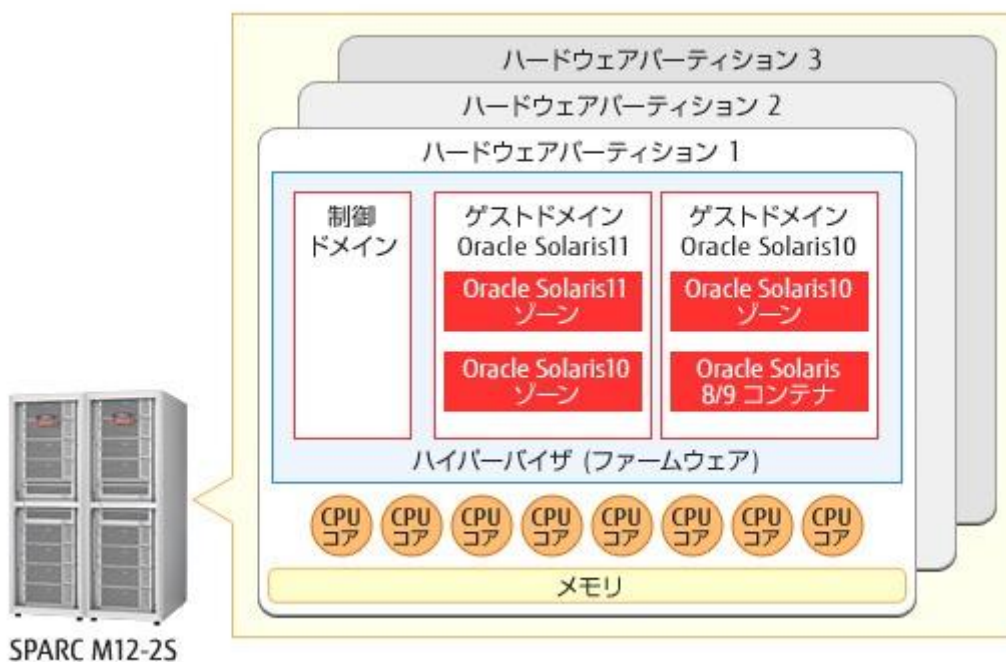 ハードウェアパーティション 3
ハードウェアパーティション 2
ハードウェアパーティション 1
制御
ドメイン
ゲストドメイン
Oracle Solaris11
Oracle Solaris11
ゾーン
Oracle Solaris10
ゾーン
ゲストドメイン
Oracle Solaris10
Oracle Solaris10
ゾーン
Oracle Solaris
8/9 コンテナ
ハイパーバイザ (ファームウェア)
CPU
コア
CPU
コア
CPU
コア
CPU
コア
CPU
コア
CPU
コア
CPU
コア
CPU
コア
メモリ
SPARC M12-2S